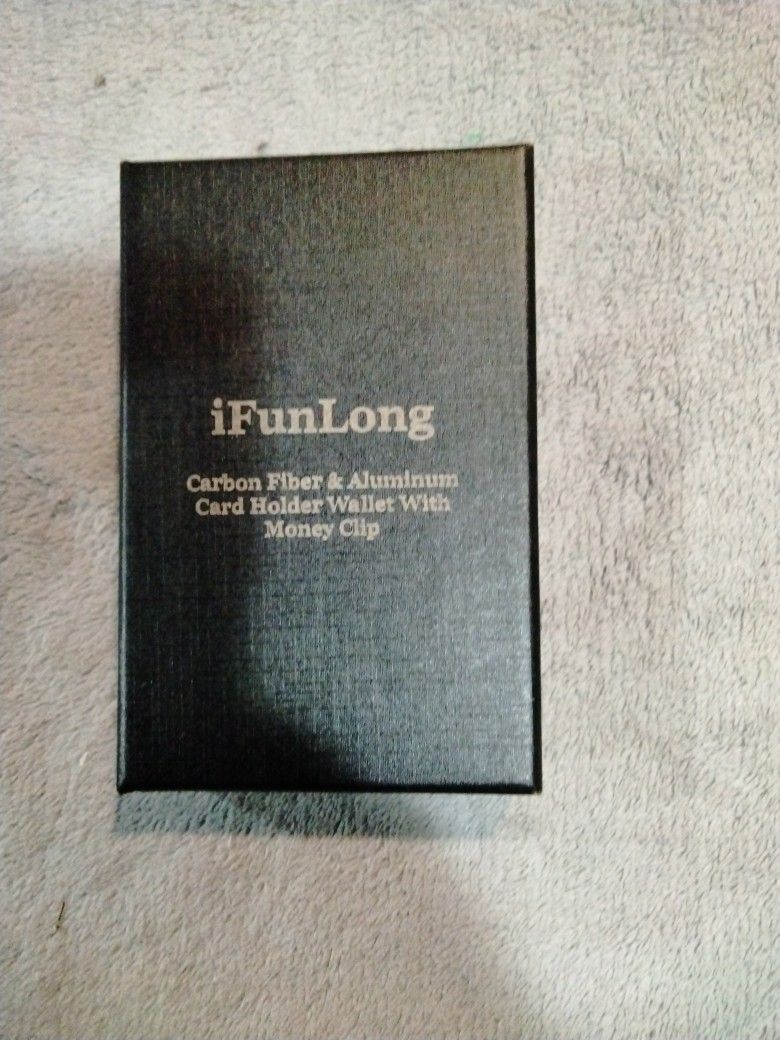 iFunLong
Carbon Fiber & Aluminum
Card Holder Wallet With
Money Clip